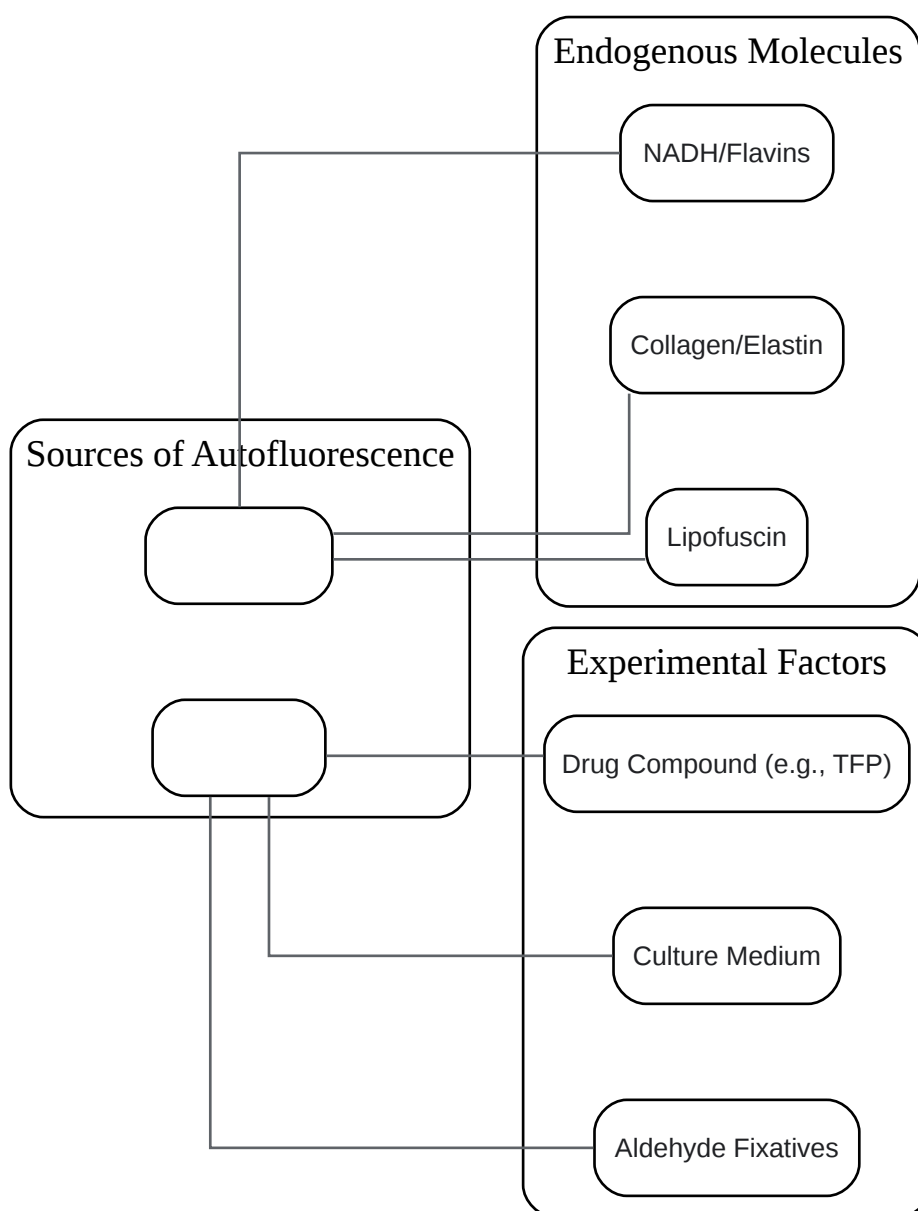 Endogenous Molecules
NADH/Flavins
Collagen/Elastin
Sources of Autofluorescence
Lipofuscin
Experimental Factors
Drug Compound (e.g., TFP)
Culture Medium
Aldehyde Fixatives